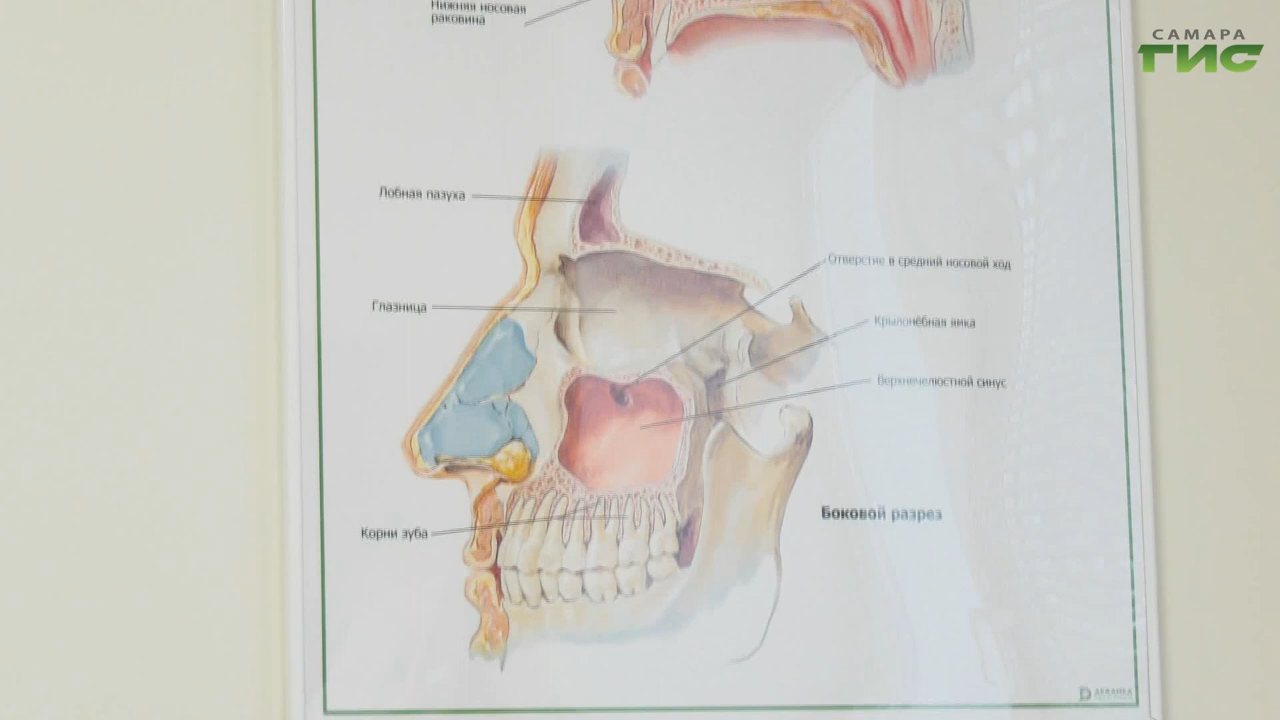 Нижняя носовая
раковина
САМАРА
ГИС
Лобная пазуха
Отверстие в средний носовой ход
Глазница
Крылонёбная ямка
Верхнечелюстной синус
Боковой разрез
Корни зуба